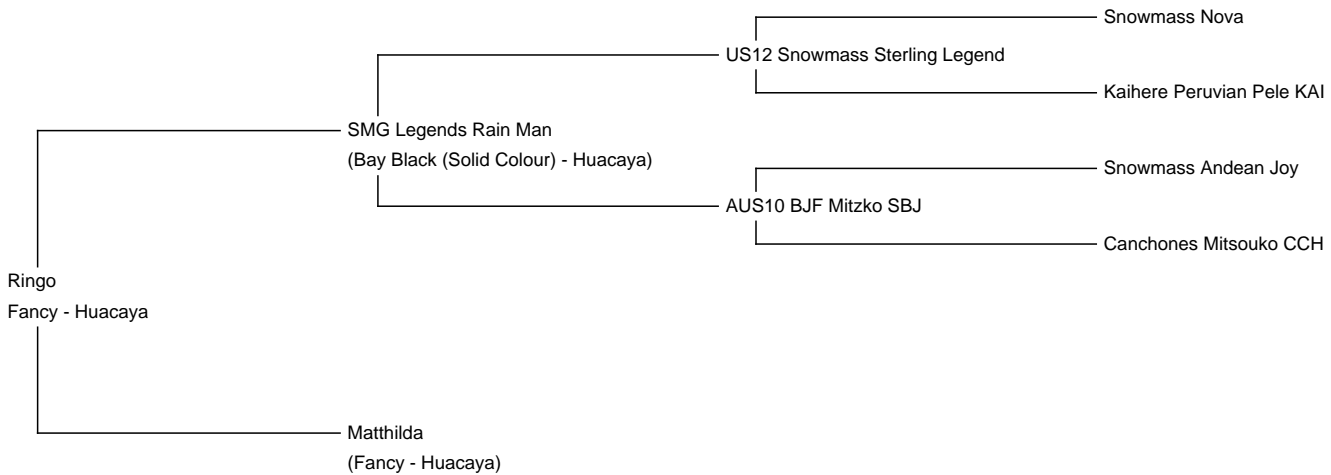 Snowmass Nova
US12 Snowmass Sterling Legend
Kaihere Peruvian Pele KAI
SMG Legends Rain Man
(Bay Black (Solid Colour) - Huacaya)
Snowmass Andean Joy
AUS10 BJF Mitzko SBJ
Canchones Mitsouko CCH
Ringo
Fancy - Huacaya
Matthilda
(Fancy - Huacaya)